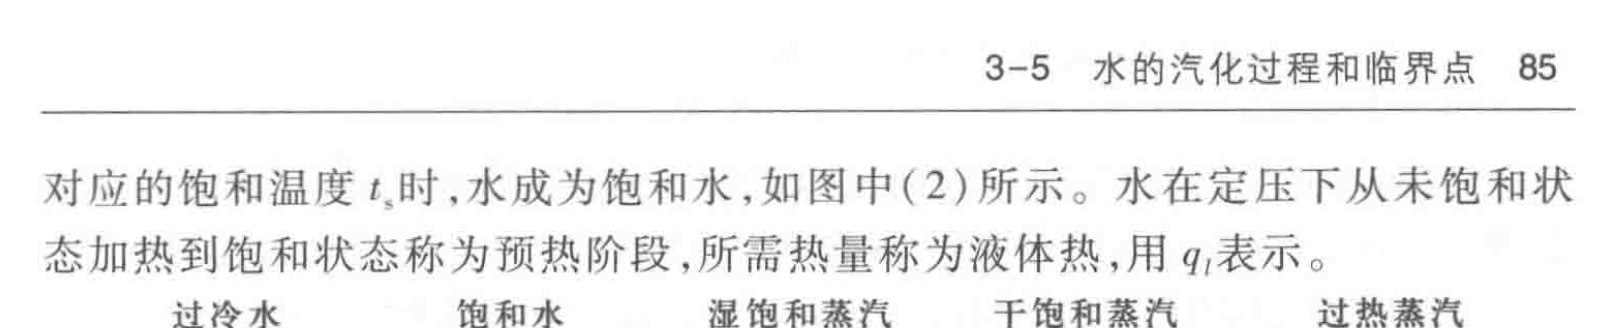 3-5 水的汽化过程和临界点 85
对应的饱和温度 tₛ时,水成为饱和水,如图中(2)所示。水在定压下从未饱和状
态加热到饱和状态称为预热阶段,所需热量称为液体热,用 qₗ表示。
过冷水 饱和水 湿饱和蒸汽 干饱和蒸汽 过热蒸汽